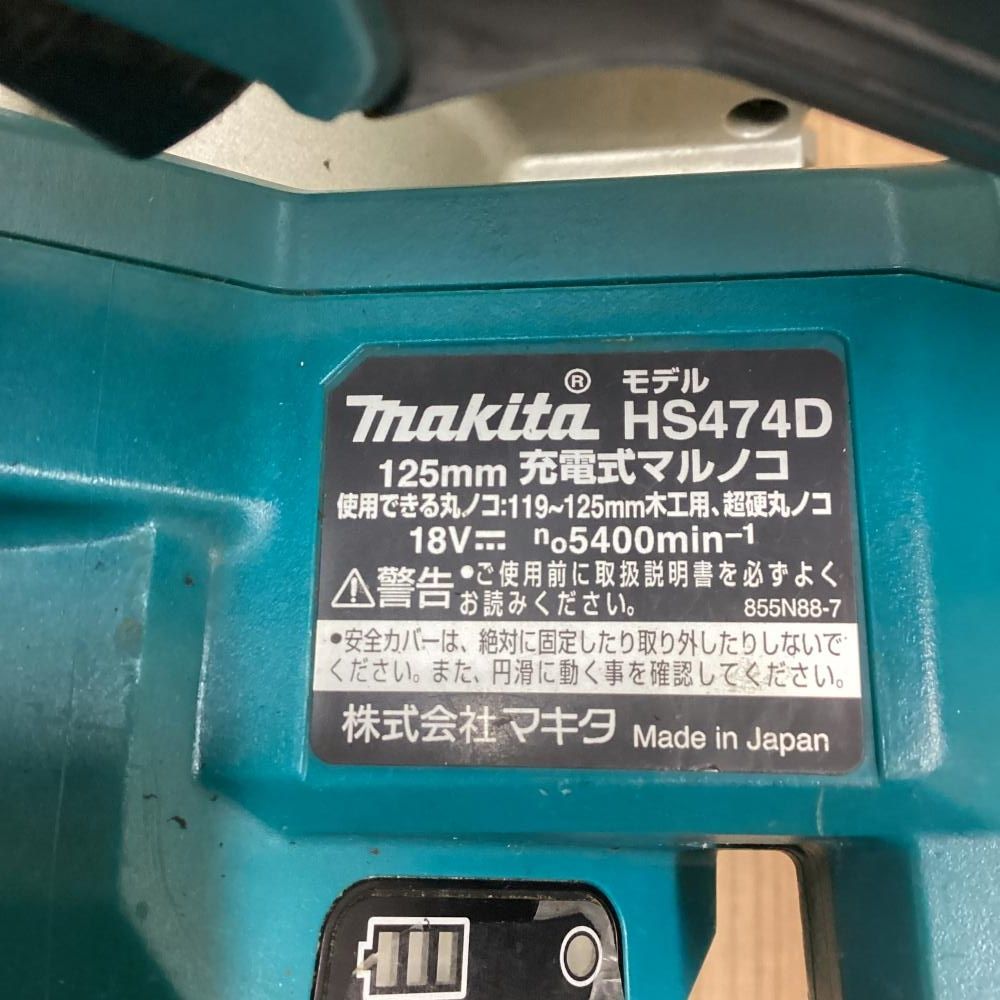 makita® モデル HS474D
125mm 充電式マルノコ
使用できる丸ノコ:119~125mm木工用、超硬丸ノコ
18V⎓ n₀5400min⁻¹
⚠警告 •ご使用前に取扱説明書を必ずよく
お読みください。 855N88-7
•安全カバーは、絶対に固定したり取り外したりしないで
ください。また、円滑に動く事を確認してください。
株式会社マキタ Made in Japan